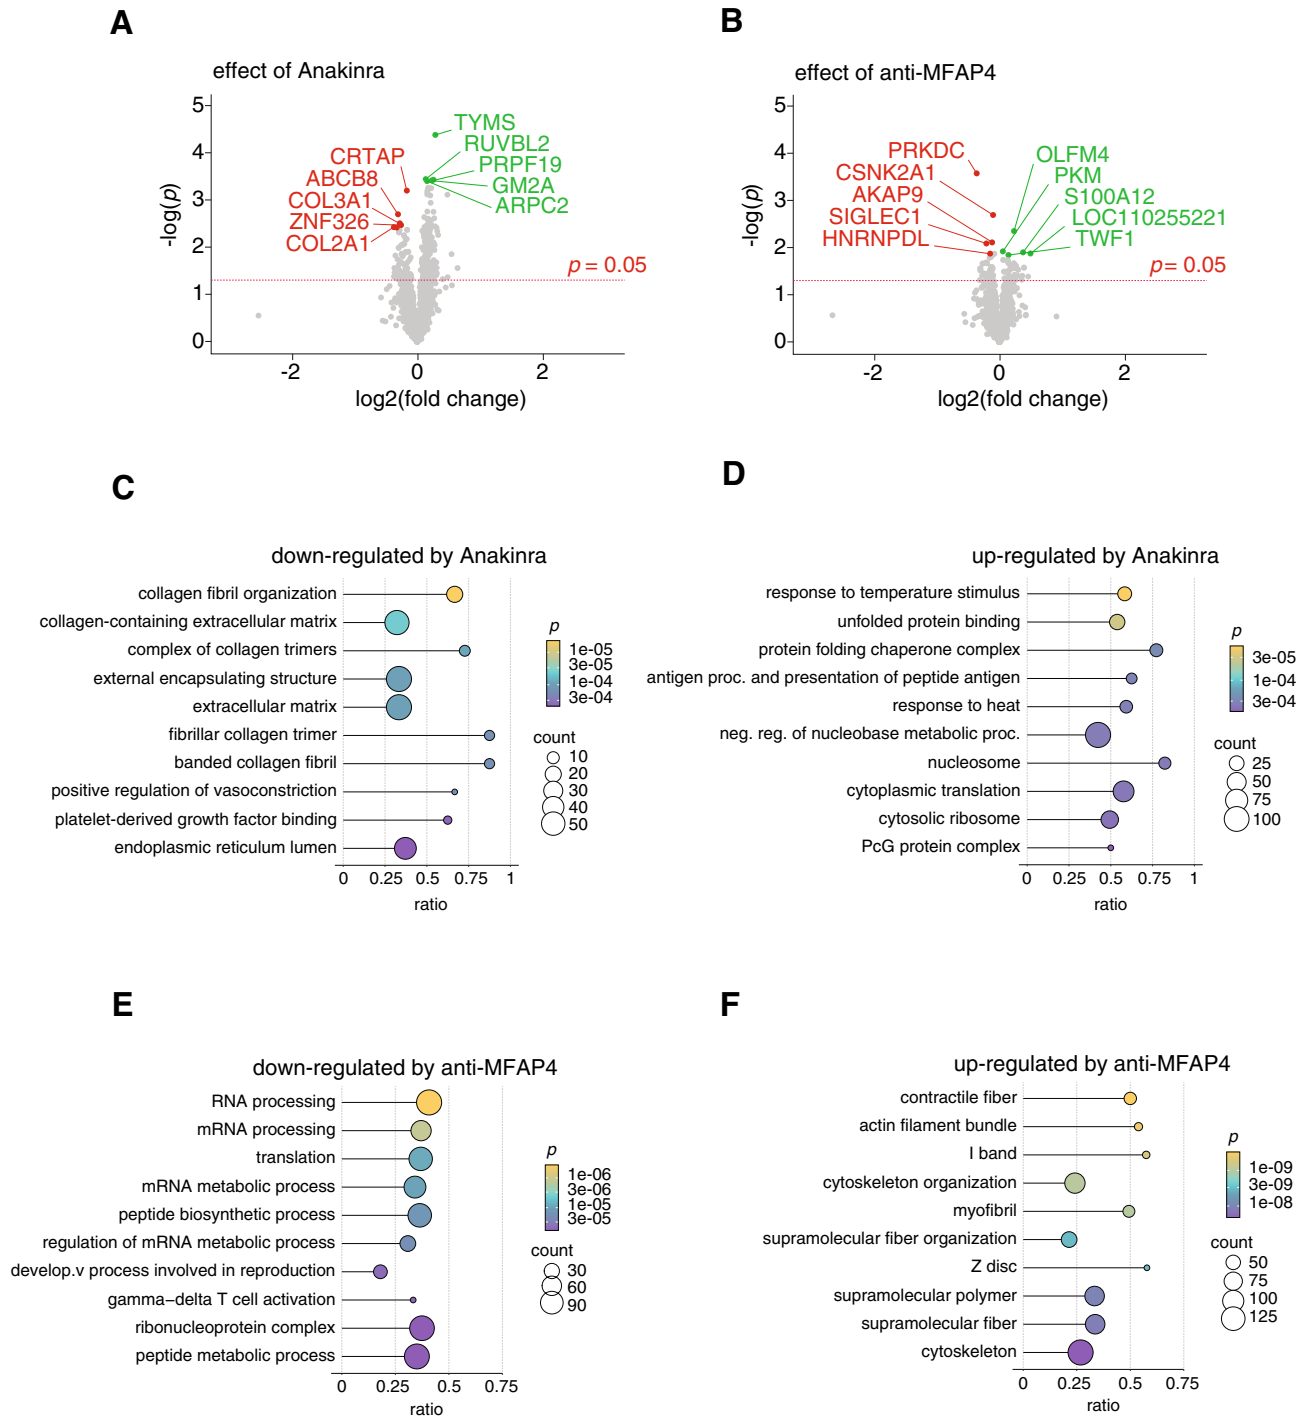 A
effect of Anakinra
5
4
3
2
1
0
-log(p)
TYMS
RUVBL2
PRPF19
GM2A
ARPC2
CRTAP
ABCB8
COL3A1
ZNF326
COL2A1
p = 0.05
-2
0
2
log2(fold change)
B
effect of anti-MFAP4
5
4
3
2
1
0
-log(p)
PRKDC
CSNK2A1
AKAP9
SIGLEC1
HNRNPDL
OLFM4
PKM
S100A12
LOC110255221
TWF1
p = 0.05
-2
0
2
log2(fold change)
C
down-regulated by Anakinra
collagen fibril organization
collagen-containing extracellular matrix
complex of collagen trimers
external encapsulating structure
extracellular matrix
fibrillar collagen trimer
banded collagen fibril
positive regulation of vasoconstriction
platelet-derived growth factor binding
endoplasmic reticulum lumen
0 0.25 0.5 0.75 1
ratio
p
1e-05
3e-05
1e-04
3e-04
count
10
20
30
40
50
D
up-regulated by Anakinra
response to temperature stimulus
unfolded protein binding
protein folding chaperone complex
antigen proc. and presentation of peptide antigen
response to heat
neg. reg. of nucleobase metabolic proc.
nucleosome
cytoplasmic translation
cytosolic ribosome
PcG protein complex
0 0.25 0.5 0.75 1
ratio
p
3e-05
1e-04
3e-04
count
25
50
75
100
E
down-regulated by anti-MFAP4
RNA processing
mRNA processing
translation
mRNA metabolic process
peptide biosynthetic process
regulation of mRNA metabolic process
develop.v process involved in reproduction
gamma−delta T cell activation
ribonucleoprotein complex
peptide metabolic process
0 0.25 0.5 0.75
ratio
p
1e-06
3e-06
1e-05
3e-05
count
30
60
90
F
up-regulated by anti-MFAP4
contractile fiber
actin filament bundle
I band
cytoskeleton organization
myofibril
supramolecular fiber organization
Z disc
supramolecular polymer
supramolecular fiber
cytoskeleton
0 0.25 0.5 0.75
ratio
p
1e-09
3e-09
1e-08
count
50
75
100
125